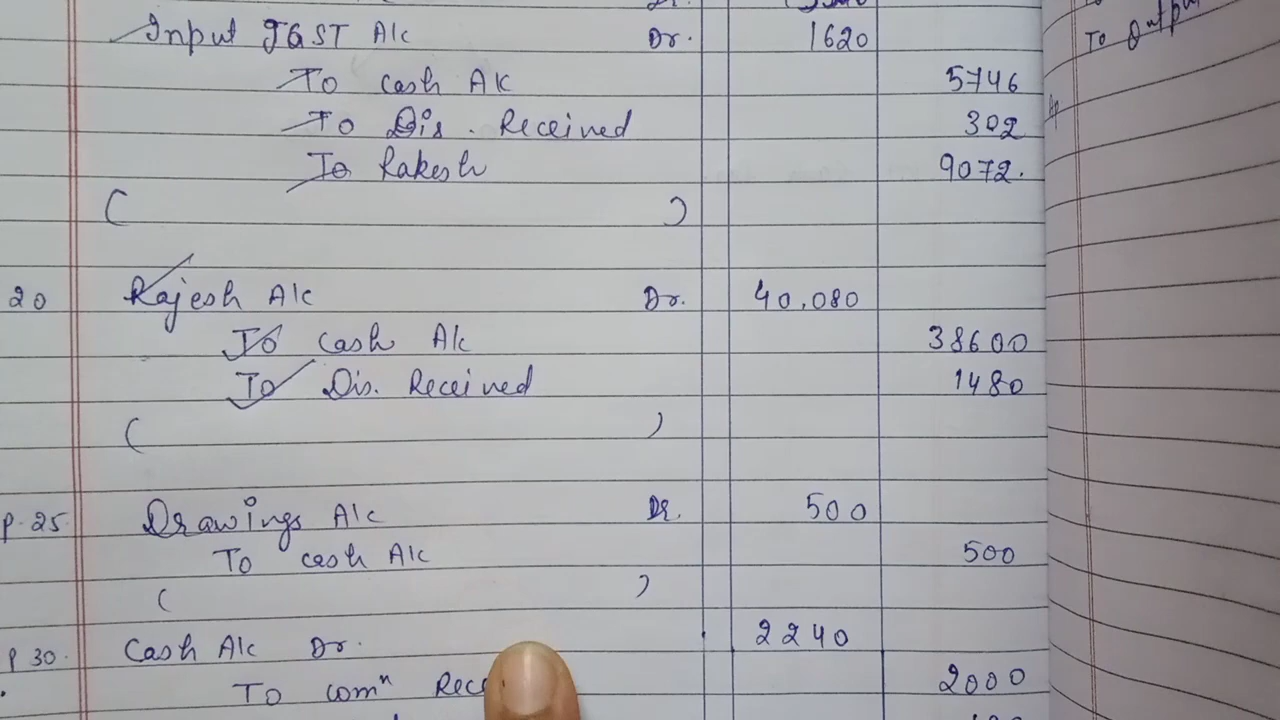 Input IGST A/c Dr. 1620
To cash A/c 5746
To Dis. Received 302
To Rakesh 9072.
( )
20 Rajesh A/c Dr. 40,080
To cash A/c 38600
To Dis. Received 1480
( )
P. 25. Drawings A/c Dr. 500
To cash A/c 500
( )
P 30. Cash A/c Dr. 2240
To comⁿ 2000
To Output